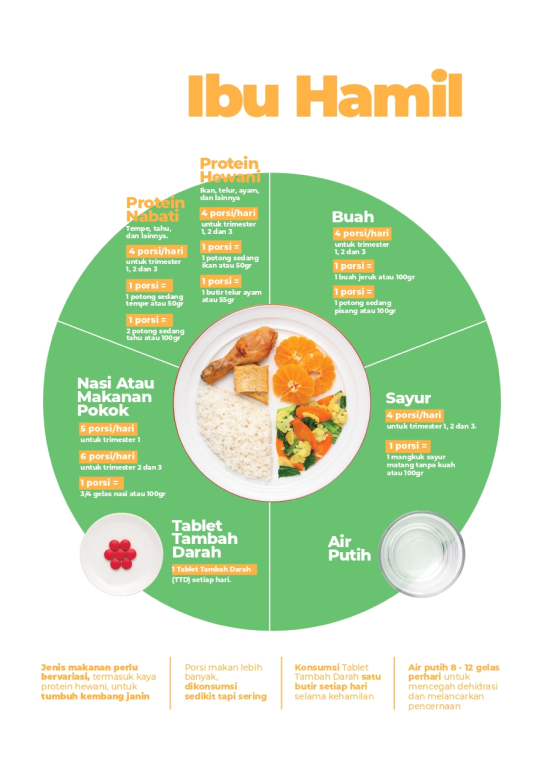 Ibu Hamil
Protein
Hewani
Ikan, telur, ayam,
dan lainnya
4 porsi/hari
untuk trimester
1, 2 dan 3
1 porsi =
1 potong sedang
ikan atau 50gr
1 porsi =
1 butir telur ayam
atau 55gr
Protein
Nabati
Tempe, tahu,
dan lainnya.
4 porsi/hari
untuk trimester
1, 2 dan 3
1 porsi =
1 potong sedang
tempe atau 50gr
1 porsi =
2 potong sedang
tahu atau 100gr
Buah
4 porsi/hari
untuk trimester
1, 2 dan 3
1 porsi =
1 buah jeruk atau 100gr
1 porsi =
1 potong sedang
pisang atau 100gr
Nasi Atau
Makanan
Pokok
5 porsi/hari
untuk trimester 1
6 porsi/hari
untuk trimester 2 dan 3
1 porsi =
3/4 gelas nasi atau 100gr
Sayur
4 porsi/hari
untuk trimester 1, 2 dan 3.
1 porsi =
1 mangkuk sayur
matang tanpa kuah
atau 100gr
Tablet
Tambah
Darah
1 Tablet Tambah Darah
(TTD) setiap hari.
Air
Putih
Jenis makanan perlu
bervariasi, termasuk kaya
protein hewani, untuk
tumbuh kembang janin
Porsi makan lebih
banyak,
dikonsumsi
sedikit tapi sering
Konsumsi Tablet
Tambah Darah satu
butir setiap hari
selama kehamilan
Air putih 8 - 12 gelas
perhari untuk
mencegah dehidrasi
dan melancarkan
pencernaan